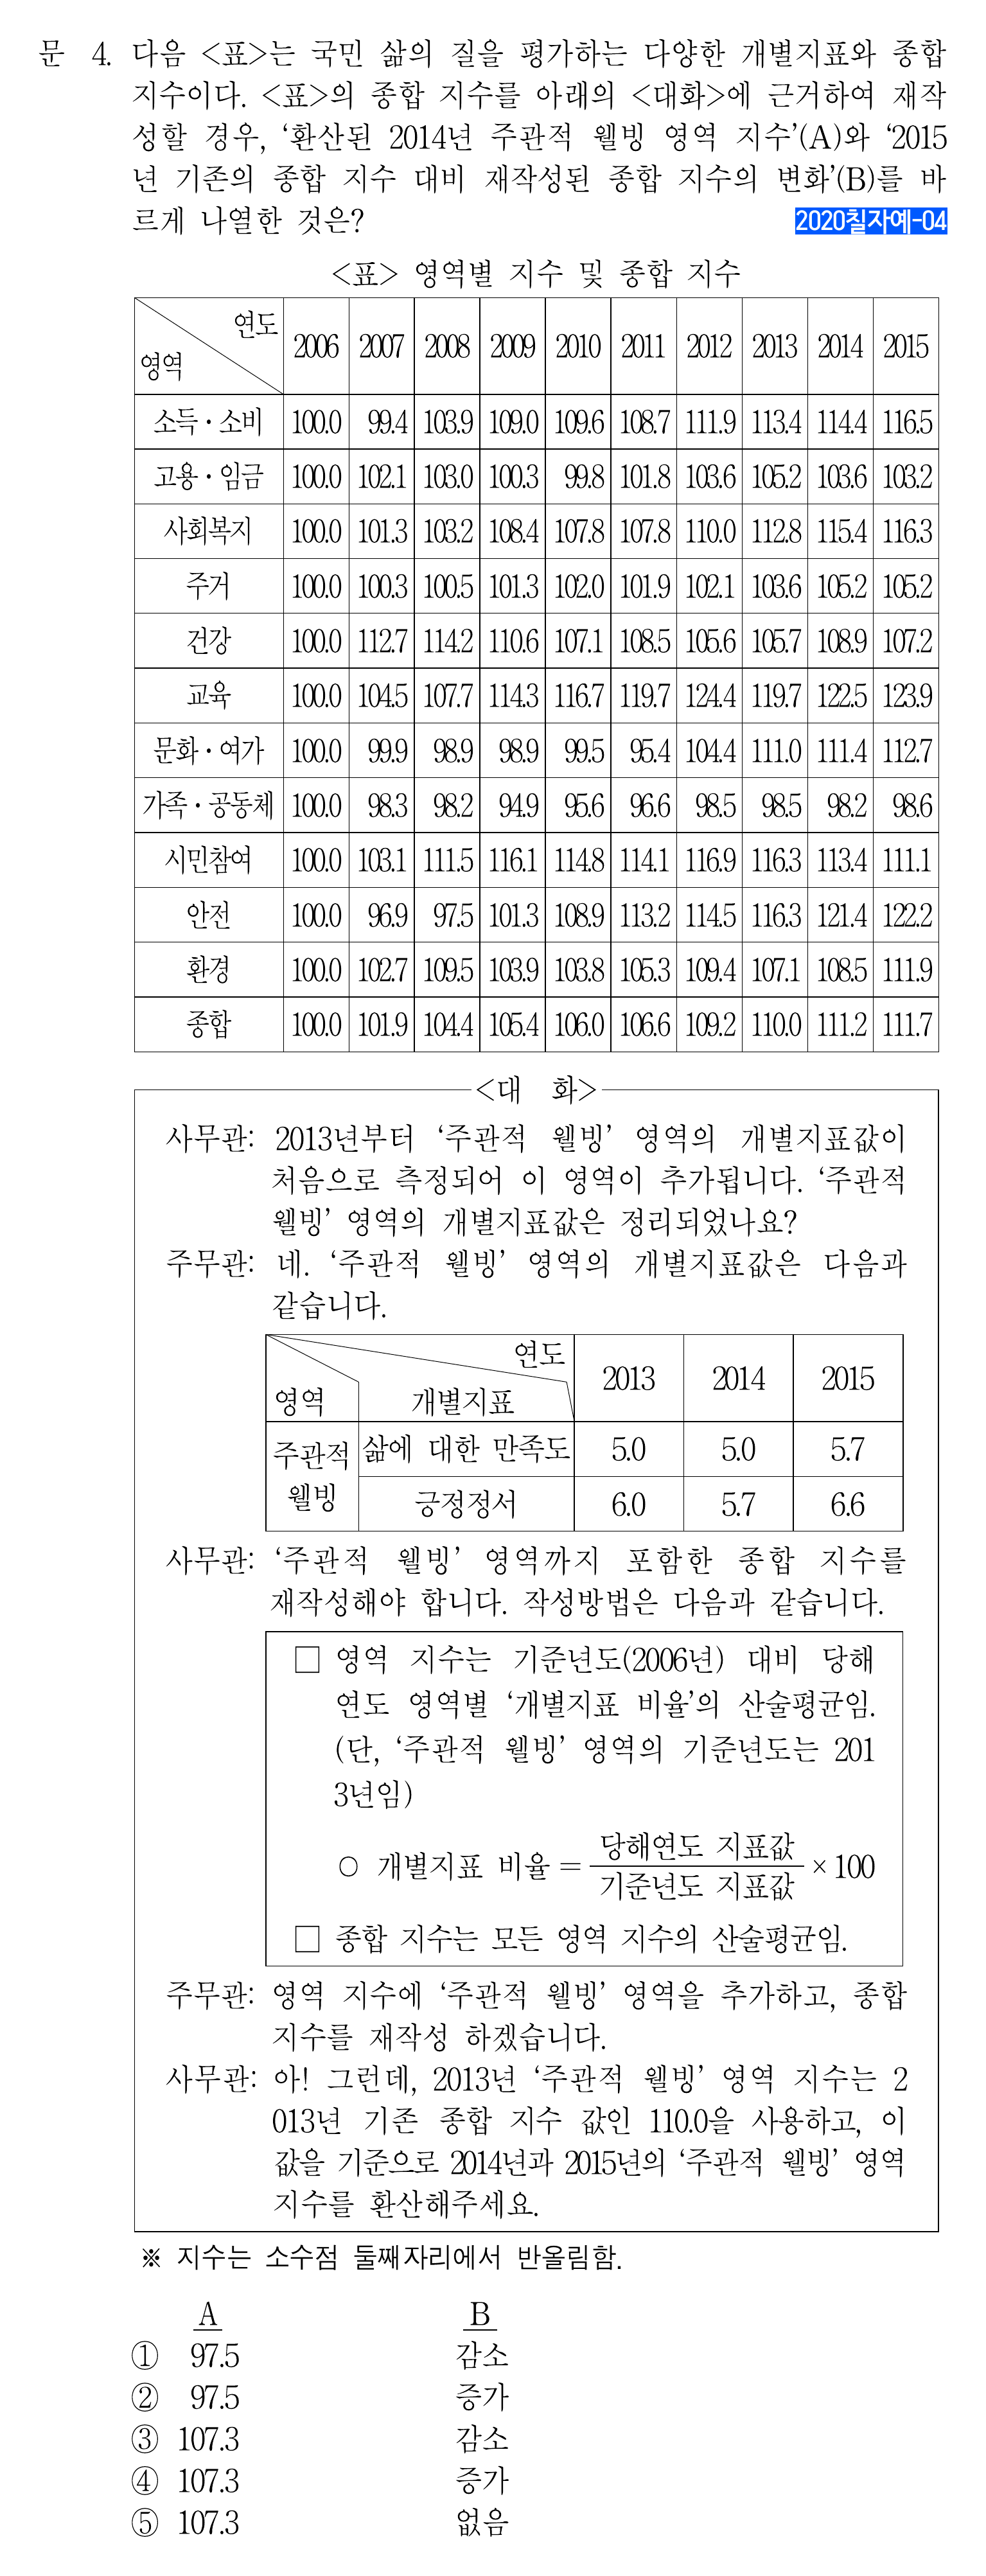 문 4. 다음 <표>는 국민 삶의 질을 평가하는 다양한 개별지표와 종합
지수이다. <표>의 종합 지수를 아래의 <대화>에 근거하여 재작
성할 경우, ‘환산된 2014년 주관적 웰빙 영역 지수’(A)와 ‘2015
년 기존의 종합 지수 대비 재작성된 종합 지수의 변화’(B)를 바
르게 나열한 것은? 2020칠자예-04
<표> 영역별 지수 및 종합 지수
연도
영역
2006 2007 2008 2009 2010 2011 2012 2013 2014 2015
소득·소비 100.0 99.4 103.9 109.0 109.6 108.7 111.9 113.4 114.4 116.5
고용·임금 100.0 102.1 103.0 100.3 99.8 101.8 103.6 105.2 103.6 103.2
사회복지 100.0 101.3 103.2 108.4 107.8 107.8 110.0 112.8 115.4 116.3
주거 100.0 100.3 100.5 101.3 102.0 101.9 102.1 103.6 105.2 105.2
건강 100.0 112.7 114.2 110.6 107.1 108.5 105.6 105.7 108.9 107.2
교육 100.0 104.5 107.7 114.3 116.7 119.7 124.4 119.7 122.5 123.9
문화·여가 100.0 99.9 98.9 98.9 99.5 95.4 104.4 111.0 111.4 112.7
가족·공동체 100.0 98.3 98.2 94.9 95.6 96.6 98.5 98.5 98.2 98.6
시민참여 100.0 103.1 111.5 116.1 114.8 114.1 116.9 116.3 113.4 111.1
안전 100.0 96.9 97.5 101.3 108.9 113.2 114.5 116.3 121.4 122.2
환경 100.0 102.7 109.5 103.9 103.8 105.3 109.4 107.1 108.5 111.9
종합 100.0 101.9 104.4 105.4 106.0 106.6 109.2 110.0 111.2 111.7
<대 화>
사무관: 2013년부터 ‘주관적 웰빙’ 영역의 개별지표값이
처음으로 측정되어 이 영역이 추가됩니다. ‘주관적
웰빙’ 영역의 개별지표값은 정리되었나요?
주무관: 네. ‘주관적 웰빙’ 영역의 개별지표값은 다음과
같습니다.
연도
영역 개별지표
2013 2014 2015
주관적
웰빙
삶에 대한 만족도 5.0 5.0 5.7
긍정정서 6.0 5.7 6.6
사무관: ‘주관적 웰빙’ 영역까지 포함한 종합 지수를
재작성해야 합니다. 작성방법은 다음과 같습니다.
□ 영역 지수는 기준년도(2006년) 대비 당해
연도 영역별 ‘개별지표 비율’의 산술평균임.
(단, ‘주관적 웰빙’ 영역의 기준년도는 201
3년임)
○ 개별지표 비율 = 당해연도 지표값 / 기준년도 지표값 × 100
□ 종합 지수는 모든 영역 지수의 산술평균임.
주무관: 영역 지수에 ‘주관적 웰빙’ 영역을 추가하고, 종합
지수를 재작성 하겠습니다.
사무관: 아! 그런데, 2013년 ‘주관적 웰빙’ 영역 지수는 2
013년 기존 종합 지수 값인 110.0을 사용하고, 이
값을 기준으로 2014년과 2015년의 ‘주관적 웰빙’ 영역
지수를 환산해주세요.
※ 지수는 소수점 둘째자리에서 반올림함.
A B
① 97.5 감소
② 97.5 증가
③ 107.3 감소
④ 107.3 증가
⑤ 107.3 없음